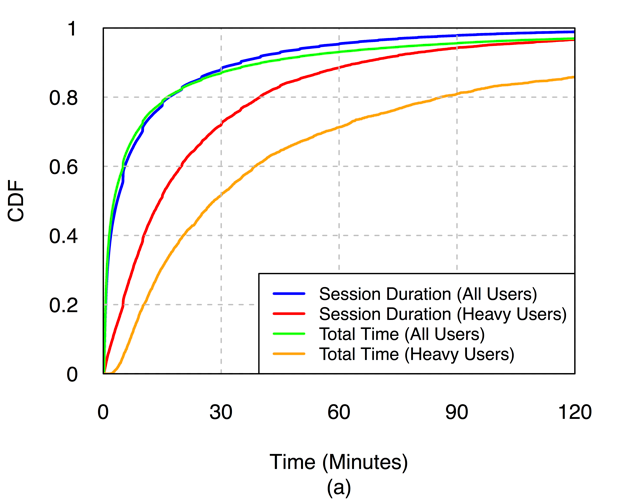 1
0.8
0.6
0.4
0.2
0
CDF
Session Duration (All Users)
Session Duration (Heavy Users)
Total Time (All Users)
Total Time (Heavy Users)
0 30 60 90 120
Time (Minutes)
(a)